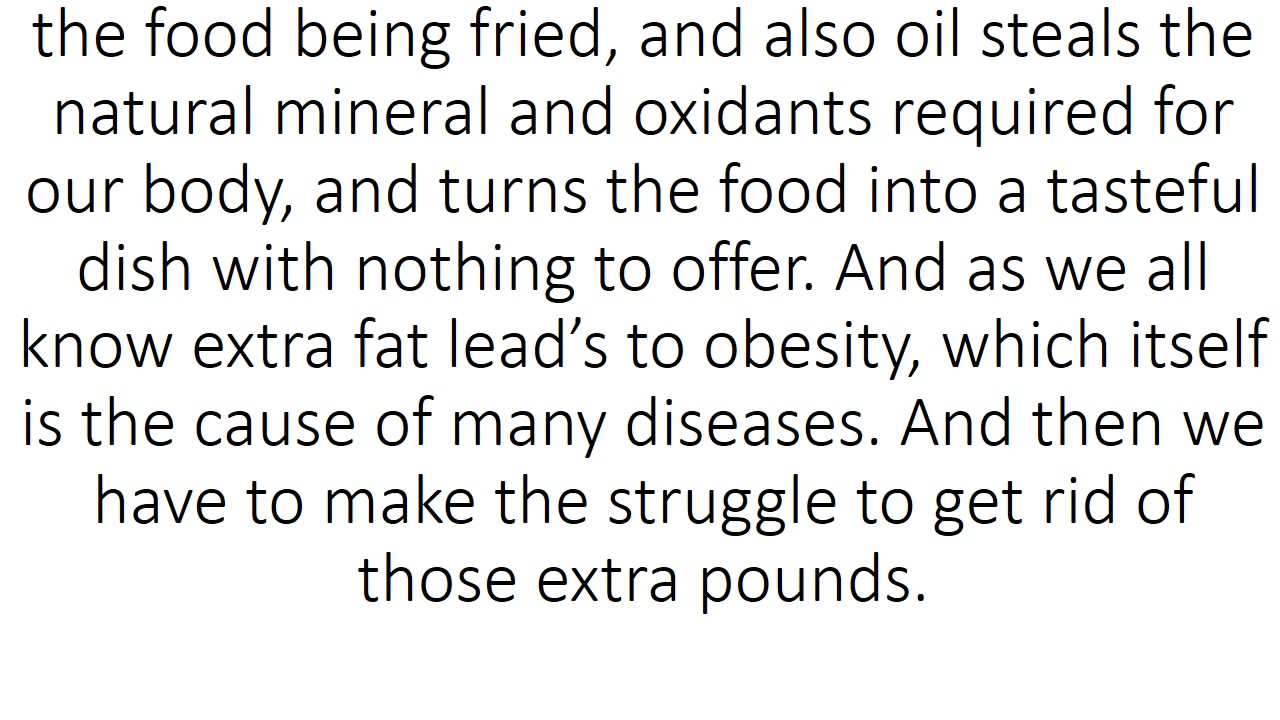 the food being fried, and also oil steals the
natural mineral and oxidants required for
our body, and turns the food into a tasteful
dish with nothing to offer. And as we all
know extra fat lead’s to obesity, which itself
is the cause of many diseases. And then we
have to make the struggle to get rid of
those extra pounds.